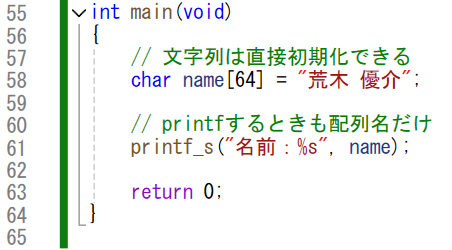 55 int main(void)
56 {
57 // 文字列は直接初期化できる
58 char name[64] = "荒木 優介";
59
60 // printfするときも配列名だけ
61 printf_s("名前：%s", name);
62
63 return 0;
64 }
65